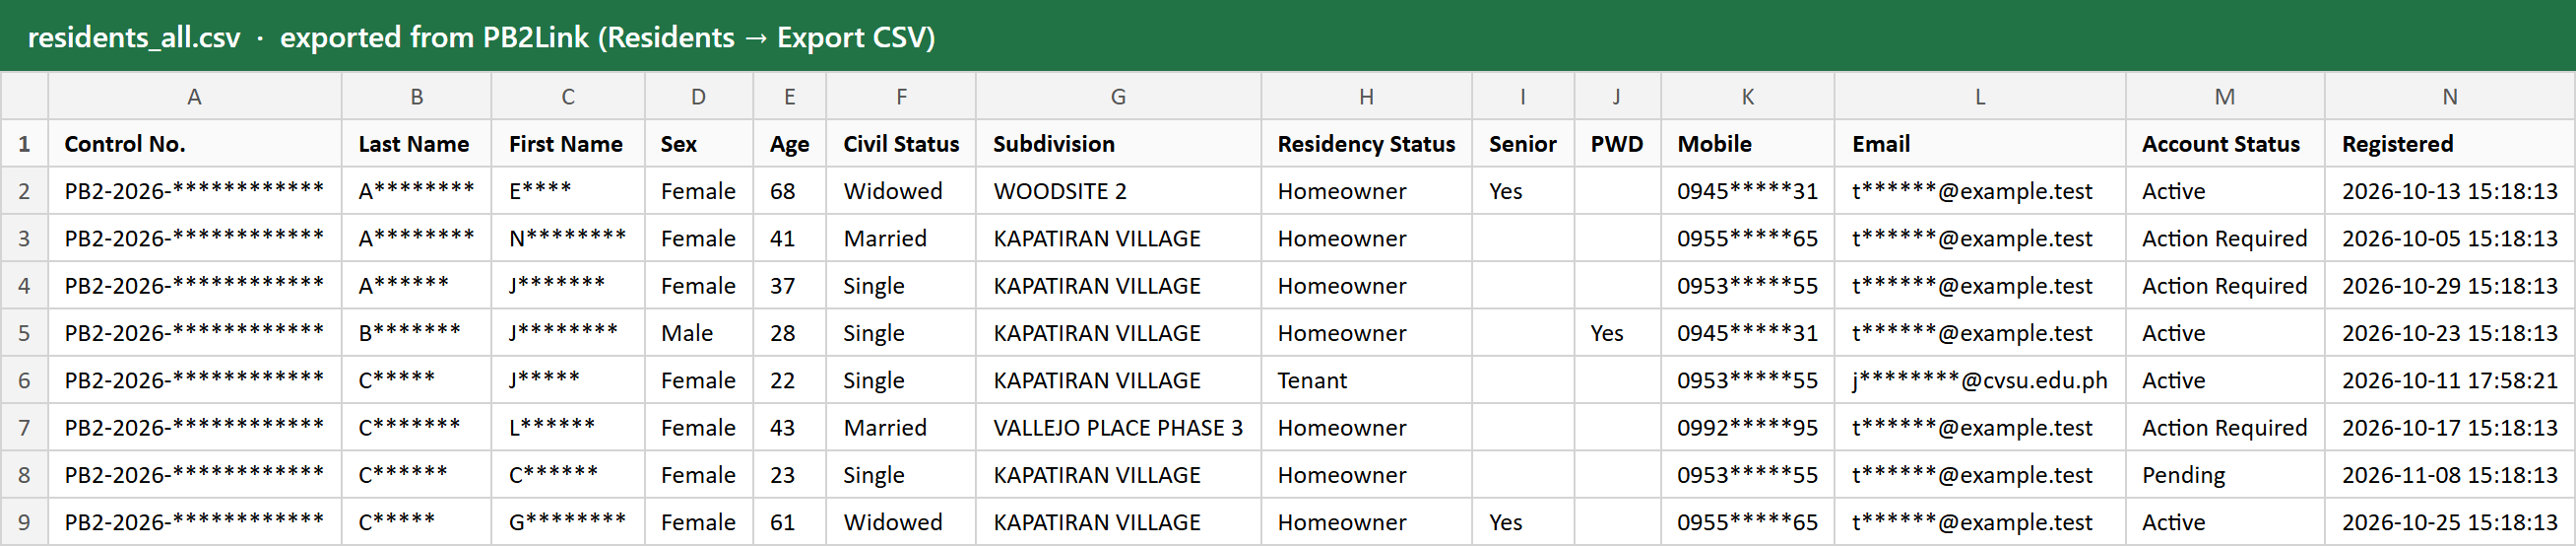 residents_all.csv · exported from PB2Link (Residents → Export CSV)
A B C D E F G H I J K L M N
1 Control No. Last Name First Name Sex Age Civil Status Subdivision Residency Status Senior PWD Mobile Email Account Status Registered
2 PB2-2026-************ A******** E**** Female 68 Widowed WOODSITE 2 Homeowner Yes 0945*****31 t******@example.test Active 2026-10-13 15:18:13
3 PB2-2026-************ A******** N******** Female 41 Married KAPATIRAN VILLAGE Homeowner 0955*****65 t******@example.test Action Required 2026-10-05 15:18:13
4 PB2-2026-************ A****** J******* Female 37 Single KAPATIRAN VILLAGE Homeowner 0953*****55 t******@example.test Action Required 2026-10-29 15:18:13
5 PB2-2026-************ B******* J******** Male 28 Single KAPATIRAN VILLAGE Homeowner Yes 0945*****31 t******@example.test Active 2026-10-23 15:18:13
6 PB2-2026-************ C***** J***** Female 22 Single KAPATIRAN VILLAGE Tenant 0953*****55 j********@cvsu.edu.ph Active 2026-10-11 17:58:21
7 PB2-2026-************ C******* L****** Female 43 Married VALLEJO PLACE PHASE 3 Homeowner 0992*****95 t******@example.test Action Required 2026-10-17 15:18:13
8 PB2-2026-************ C****** C****** Female 23 Single KAPATIRAN VILLAGE Homeowner 0953*****55 t******@example.test Pending 2026-11-08 15:18:13
9 PB2-2026-************ C***** G******** Female 61 Widowed KAPATIRAN VILLAGE Homeowner Yes 0955*****65 t******@example.test Active 2026-10-25 15:18:13